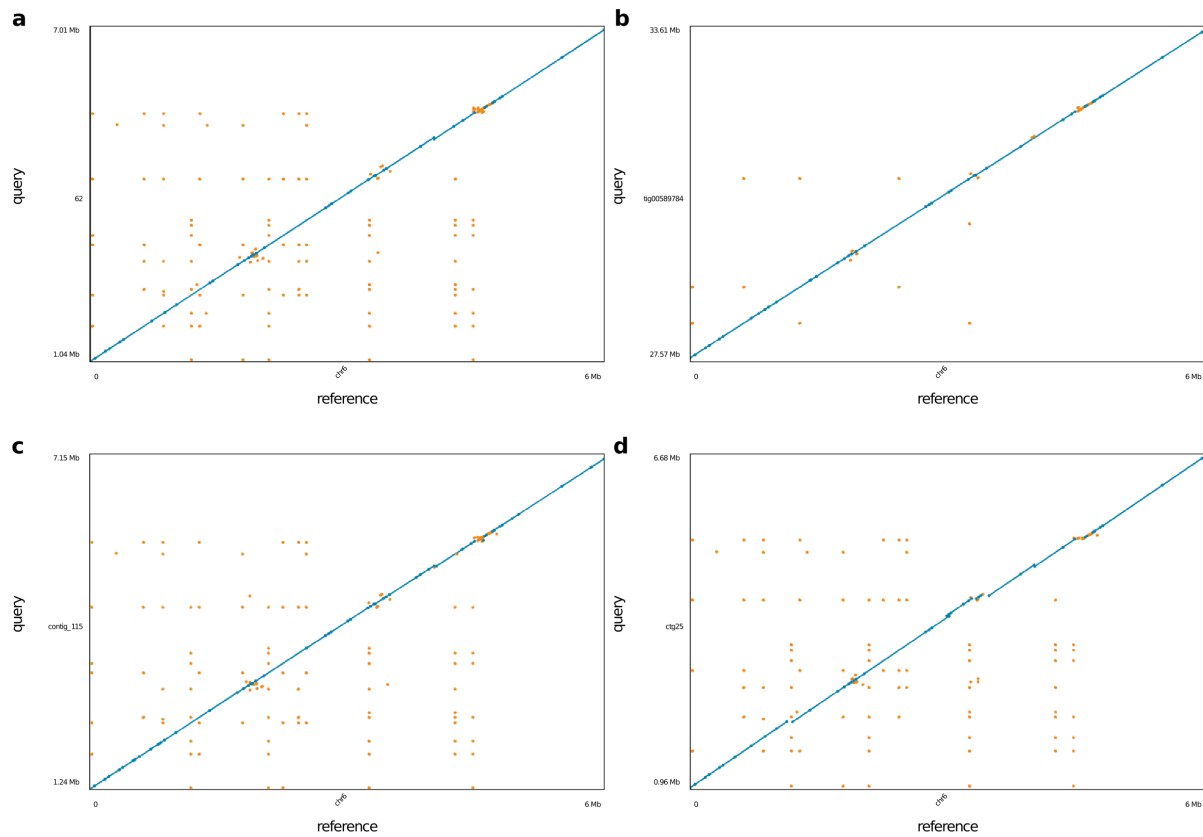 a
7.01 Mb
query
62
1.04 Mb
0
chr6
6 Mb
reference
b
33.61 Mb
query
tig00589784
27.57 Mb
0
chr6
6 Mb
reference
c
7.15 Mb
query
contig_115
1.24 Mb
0
chr6
6 Mb
reference
d
6.68 Mb
query
ctg25
0.96 Mb
0
chr6
6 Mb
reference